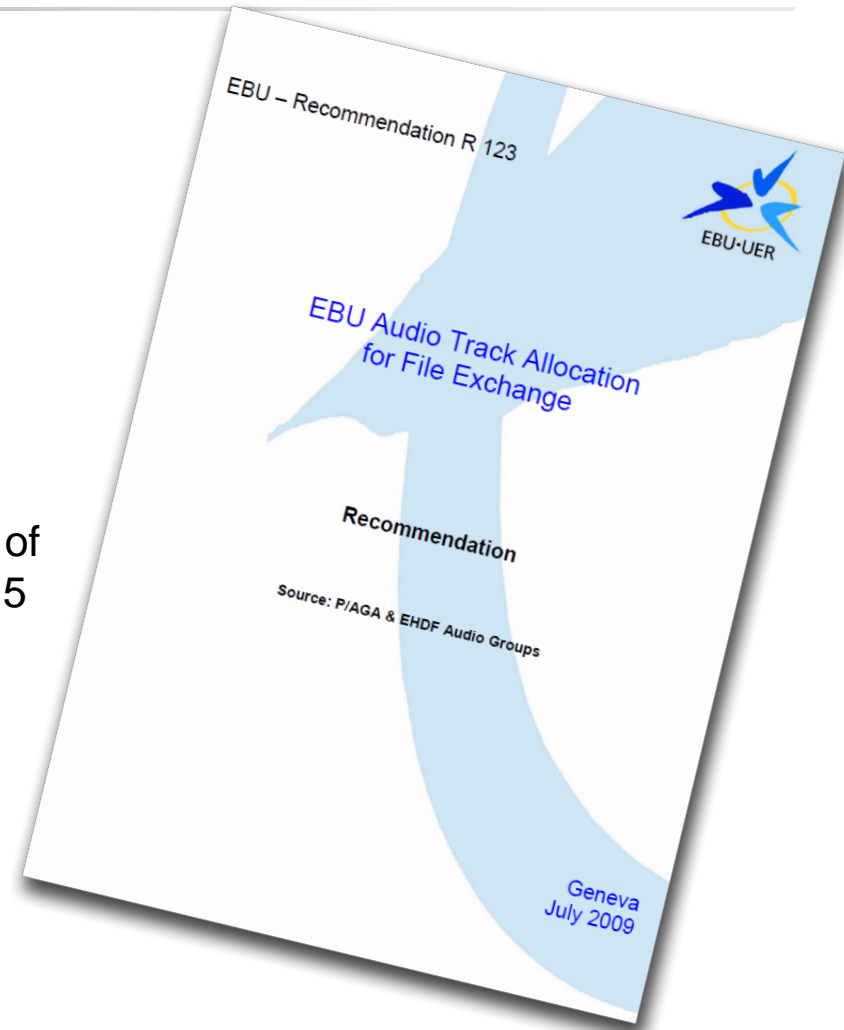 EBU – Recommendation R 123
EBU·UER
EBU Audio Track Allocation
for File Exchange
of
5
Recommendation
Source: P/AGA & EHDF Audio Groups
Geneva
July 2009